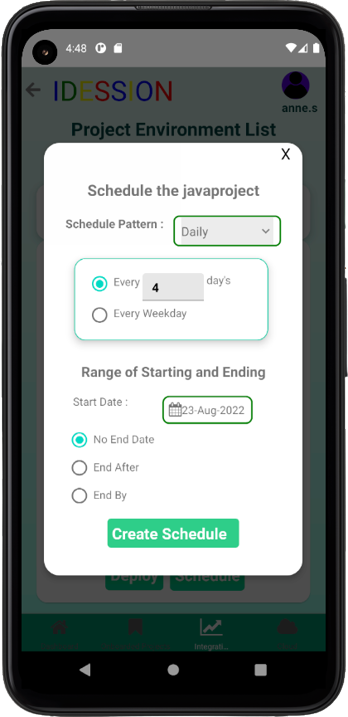 4:48
IDESSION
anne.s
Project Environment List
X
Schedule the javaproject
Schedule Pattern :
Daily
Every 4 day's
Every Weekday
Range of Starting and Ending
Start Date :
23-Aug-2022
No End Date
End After
End By
Create Schedule
Deploy Schedule
Integrati...